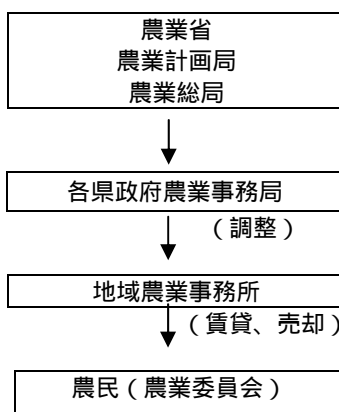 農業省
農業計画局
農業総局
各県政府農業事務局
（調整）
地域農業事務所
（賃貸、売却）
農民（農業委員会）